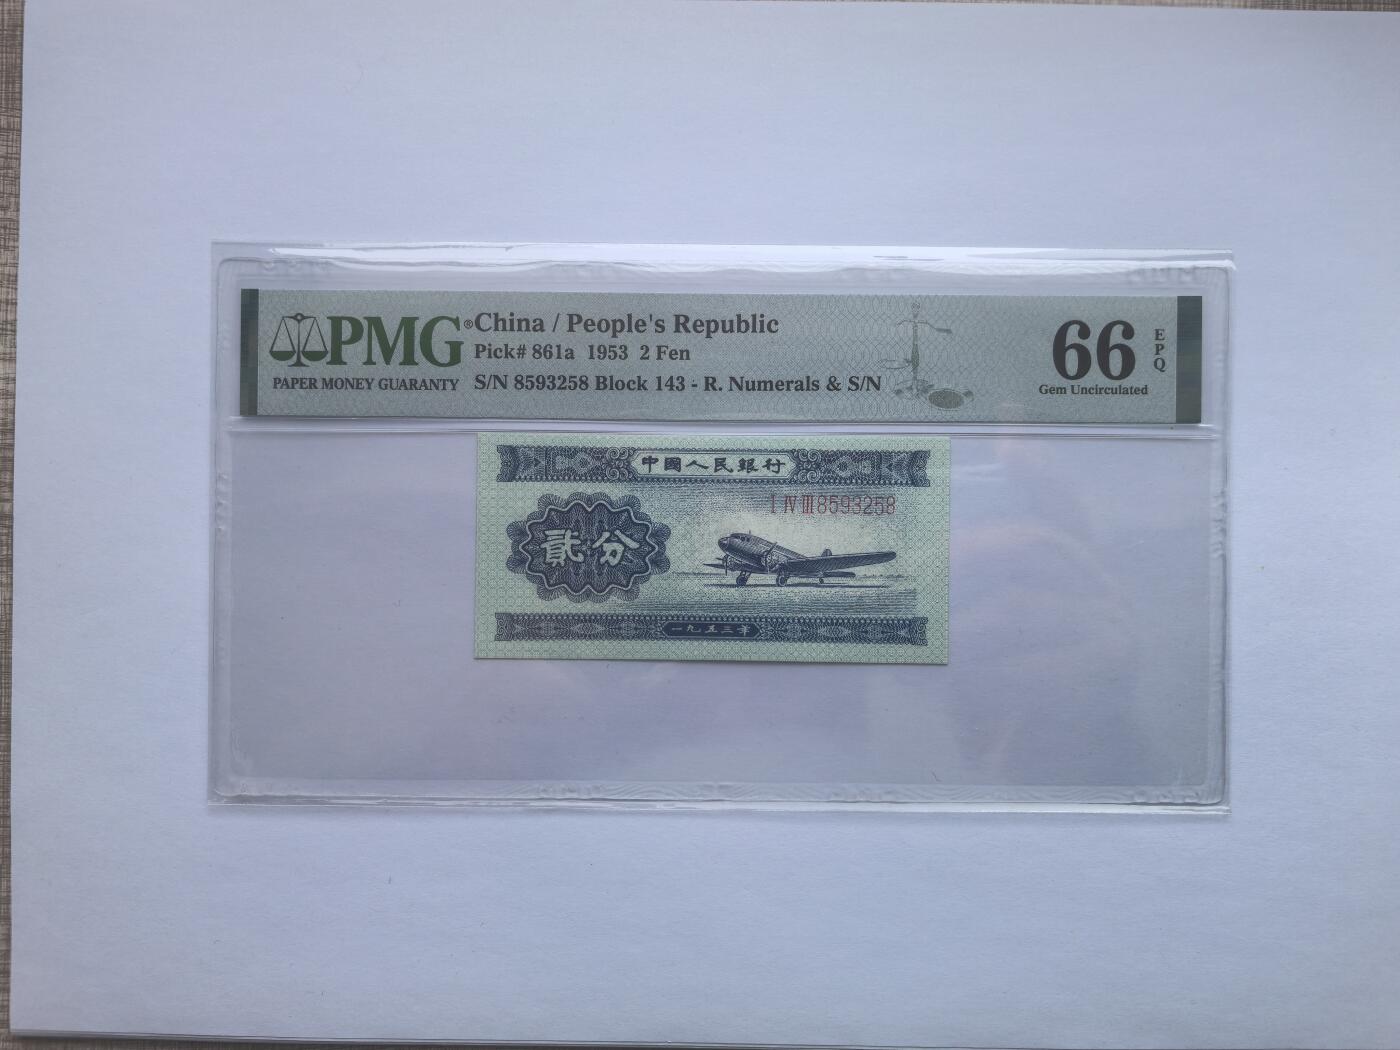 PMG®
PAPER MONEY GUARANTY
China / People's Republic
Pick# 861a 1953 2 Fen
S/N 8593258 Block 143 - R. Numerals & S/N
66
EPQ
Gem Uncirculated
中國人民銀行
I IV III 8593258
貳分
一九五三年